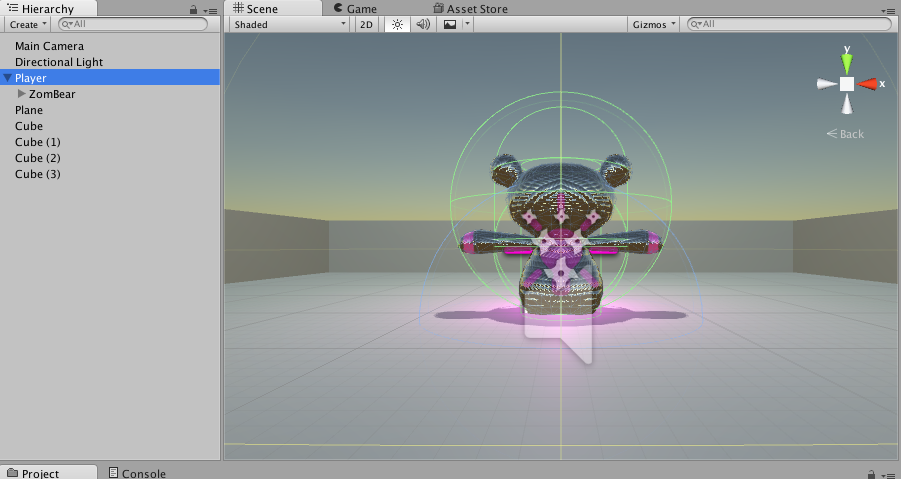 Hierarchy
Create
All
Main Camera
Directional Light
Player
ZomBear
Plane
Cube
Cube (1)
Cube (2)
Cube (3)
Scene
Game
Asset Store
Shaded
2D
Gizmos
All
y
x
Back
Project
Console